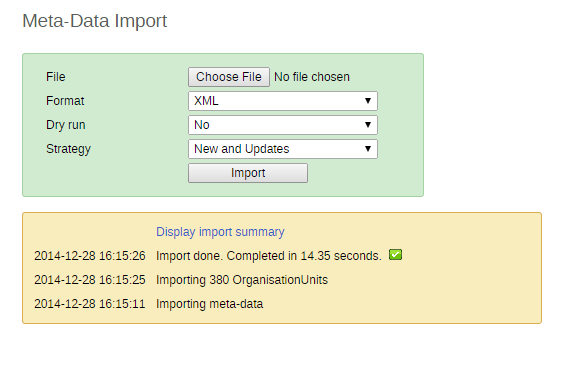 Meta-Data Import
File Choose File No file chosen
Format XML
Dry run No
Strategy New and Updates
Import
Display import summary
2014-12-28 16:15:26 Import done. Completed in 14.35 seconds.
2014-12-28 16:15:25 Importing 380 OrganisationUnits
2014-12-28 16:15:11 Importing meta-data